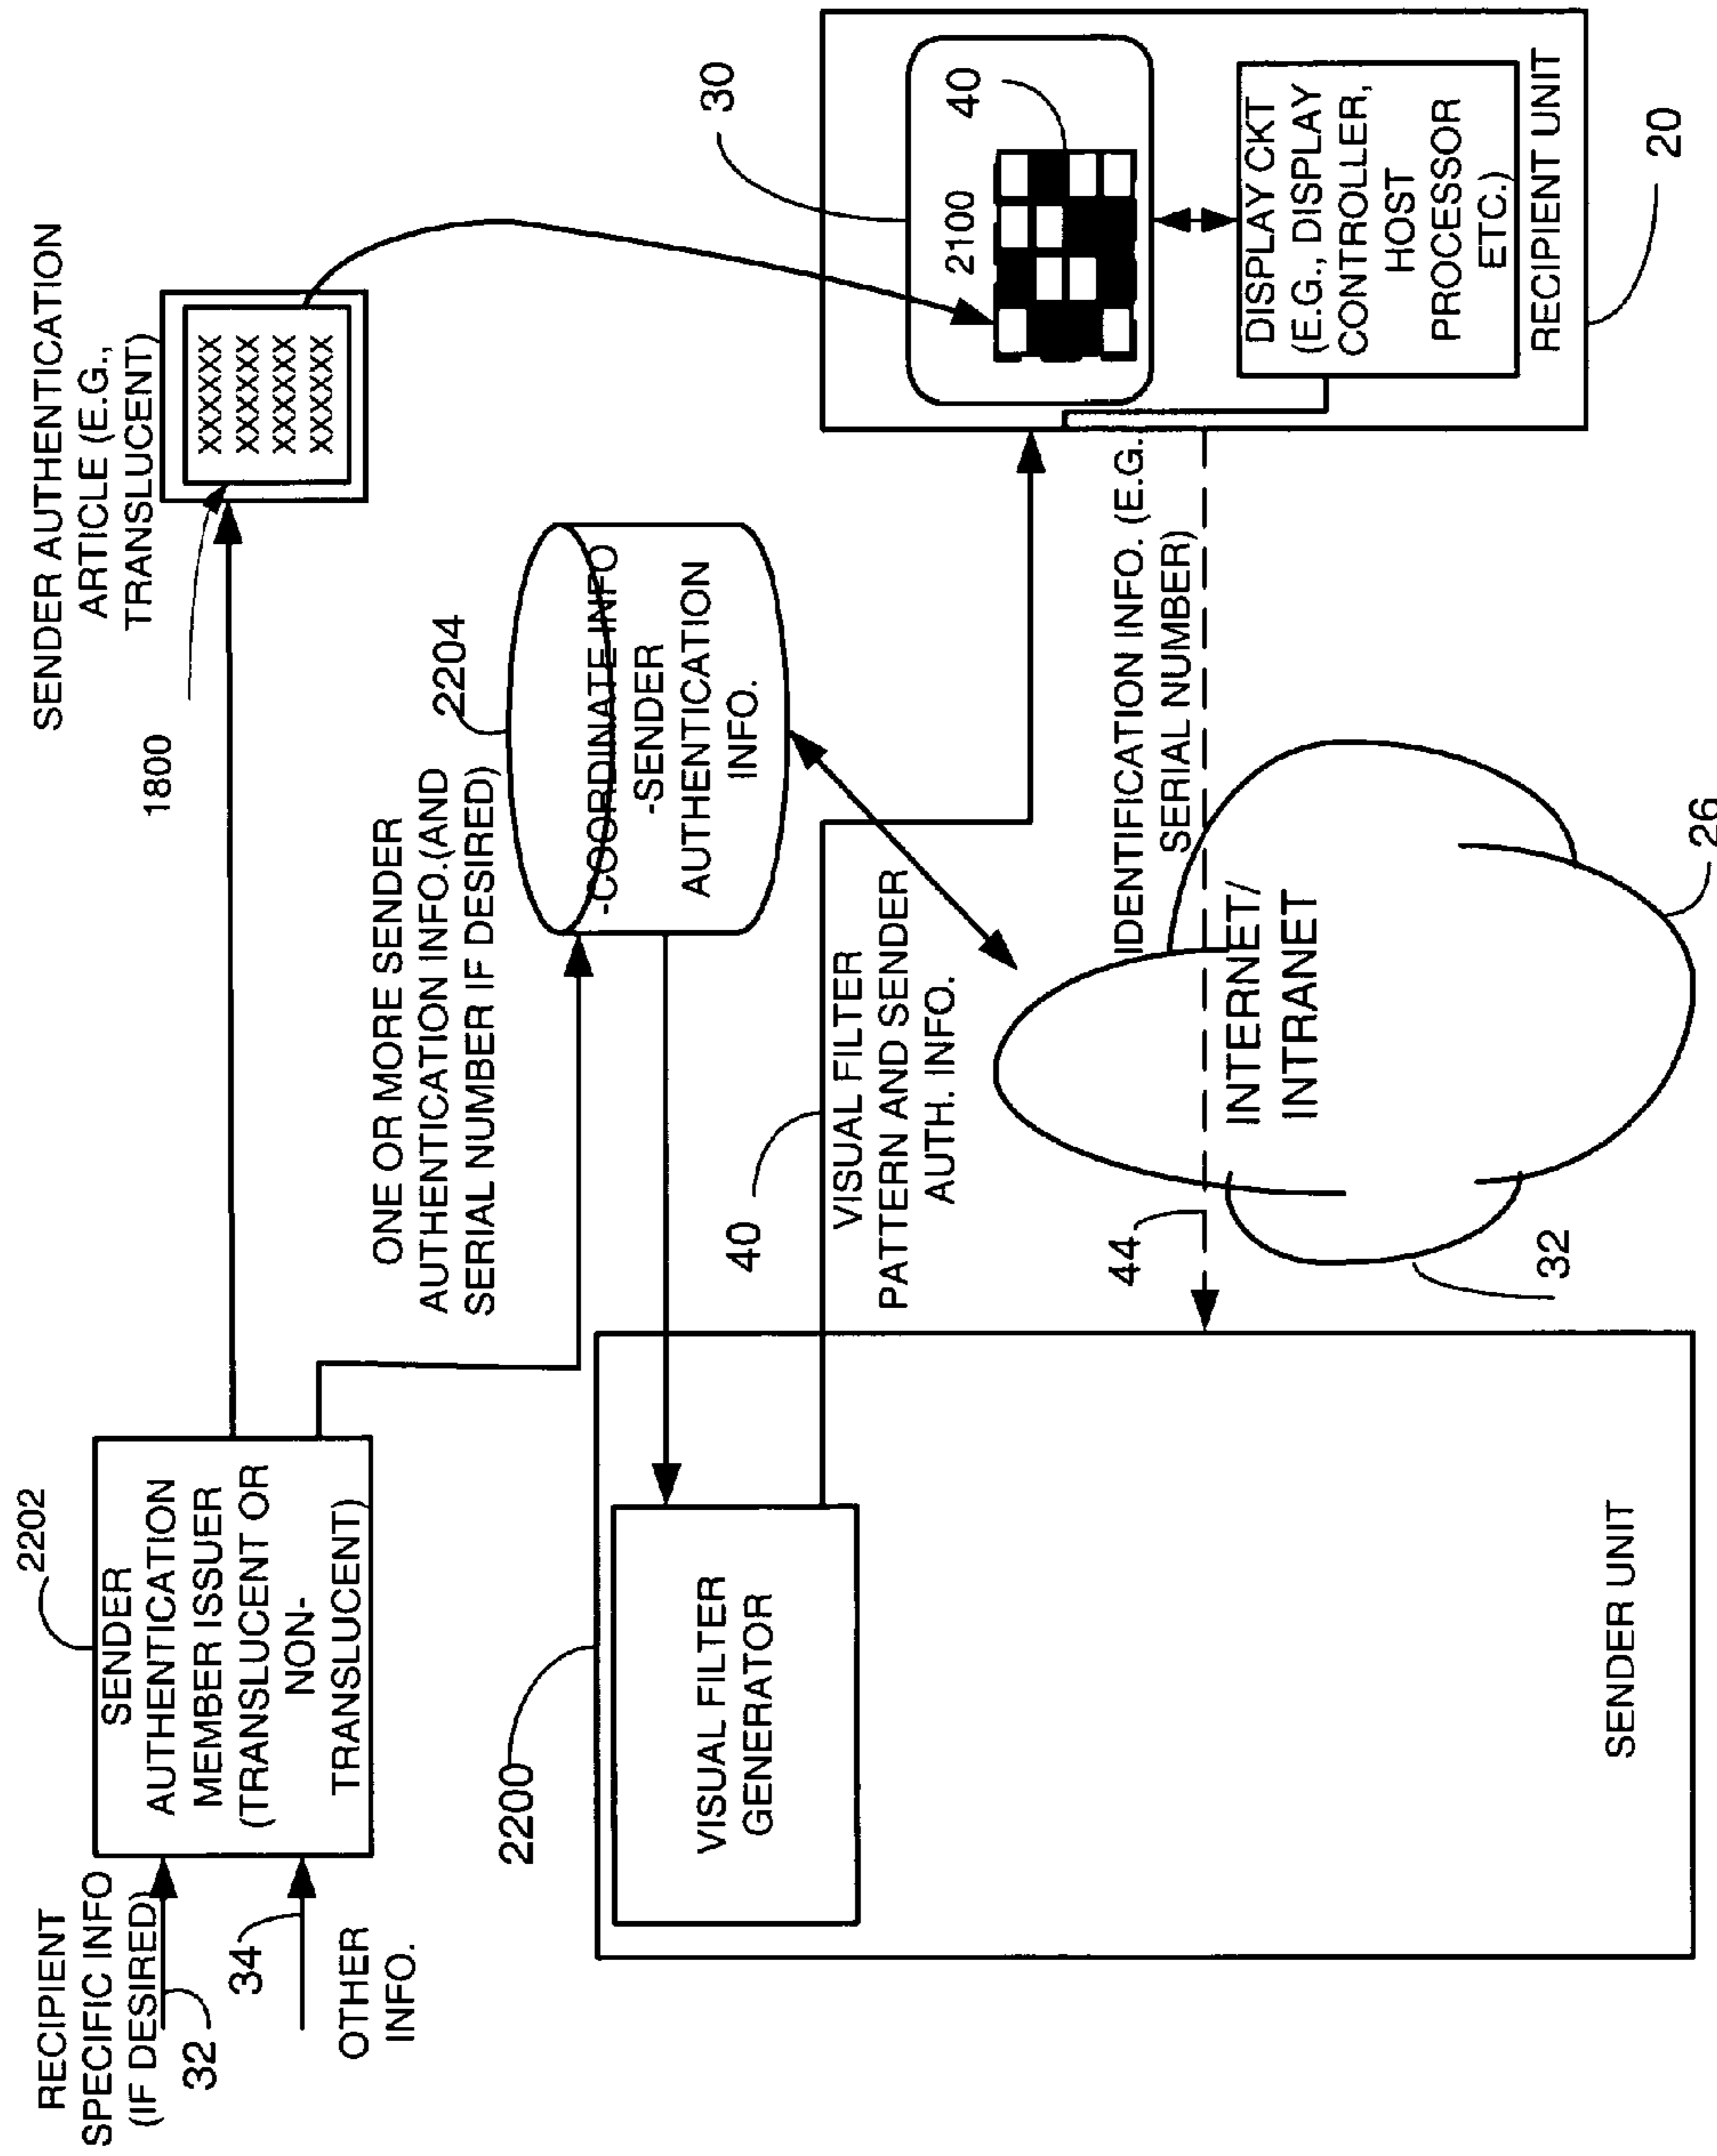 2202
RECIPIENT
SPECIFIC INFO
(IF DESIRED)
32
34
OTHER
INFO.
SENDER
AUTHENTICATION
MEMBER ISSUER
(TRANSLUCENT OR
NON-
TRANSLUCENT)
SENDER AUTHENTICATION
ARTICLE (E.G.,
TRANSLUCENT)
1800
XXXXXX
XXXXXX
XXXXXX
XXXXXX
ONE OR MORE SENDER
AUTHENTICATION INFO.(AND
SERIAL NUMBER IF DESIRED)
2204
-COORDINATE INFO
-SENDER
AUTHENTICATION
INFO.
2200
VISUAL FILTER
GENERATOR
SENDER UNIT
40
VISUAL FILTER
PATTERN AND SENDER
AUTH. INFO.
44
IDENTIFICATION INFO. (E.G.
SERIAL NUMBER)
INTERNET/
INTRANET
32
26
30
2100
40
DISPLAY CKT
(E.G., DISPLAY
CONTROLLER,
HOST
PROCESSOR
ETC.)
RECIPIENT UNIT
20